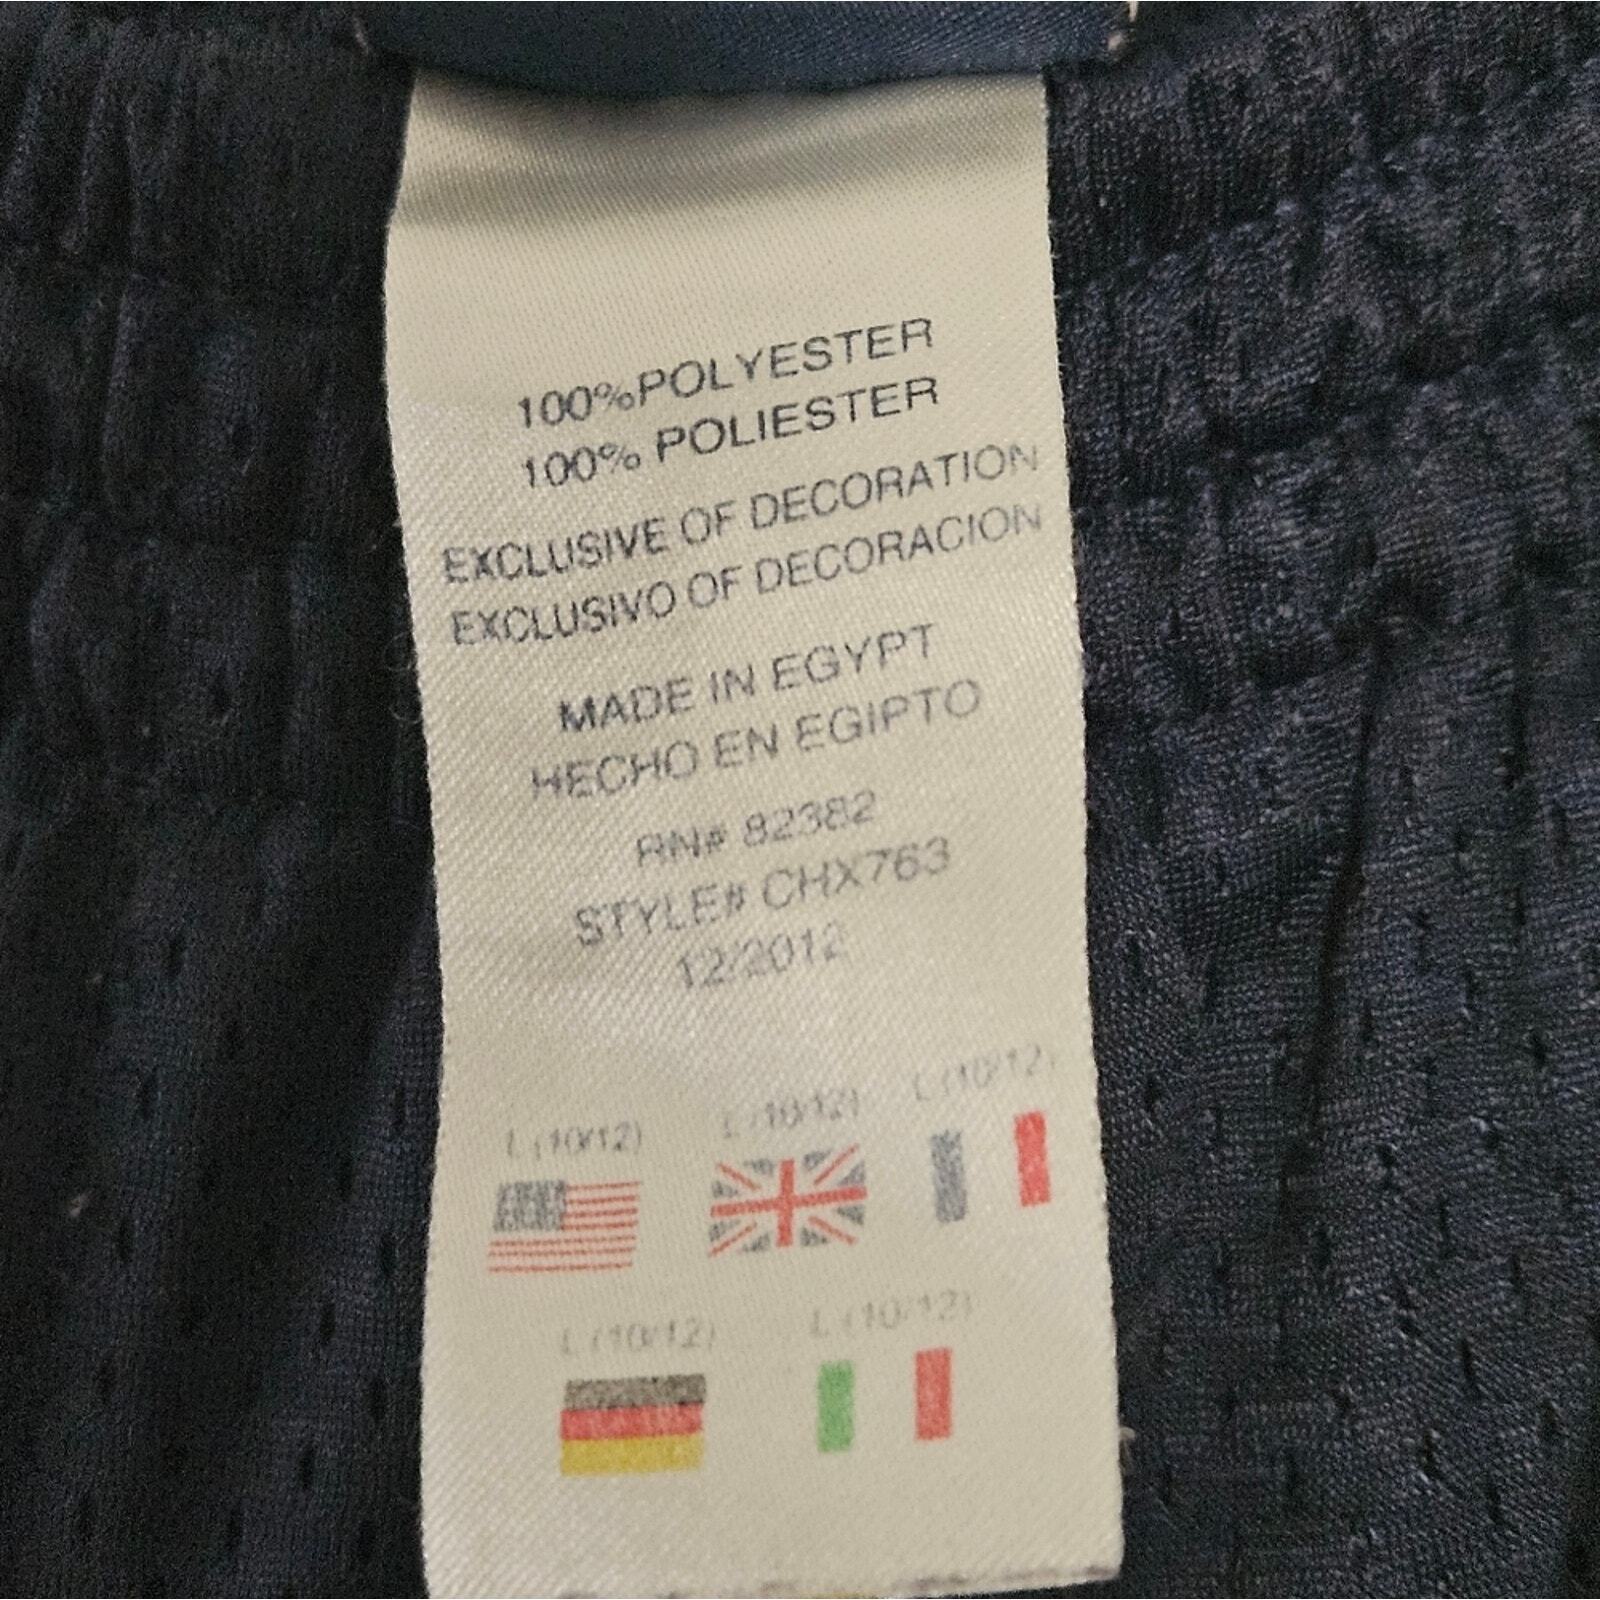 100%POLYESTER
100% POLIESTER
EXCLUSIVE OF DECORATION
EXCLUSIVO OF DECORACION
MADE IN EGYPT
HECHO EN EGIPTO
RN# 82382
STYLE# CHX763
12/2012
L (10/12) L (10/12) L (10/12)
L (10/12) L (10/12)